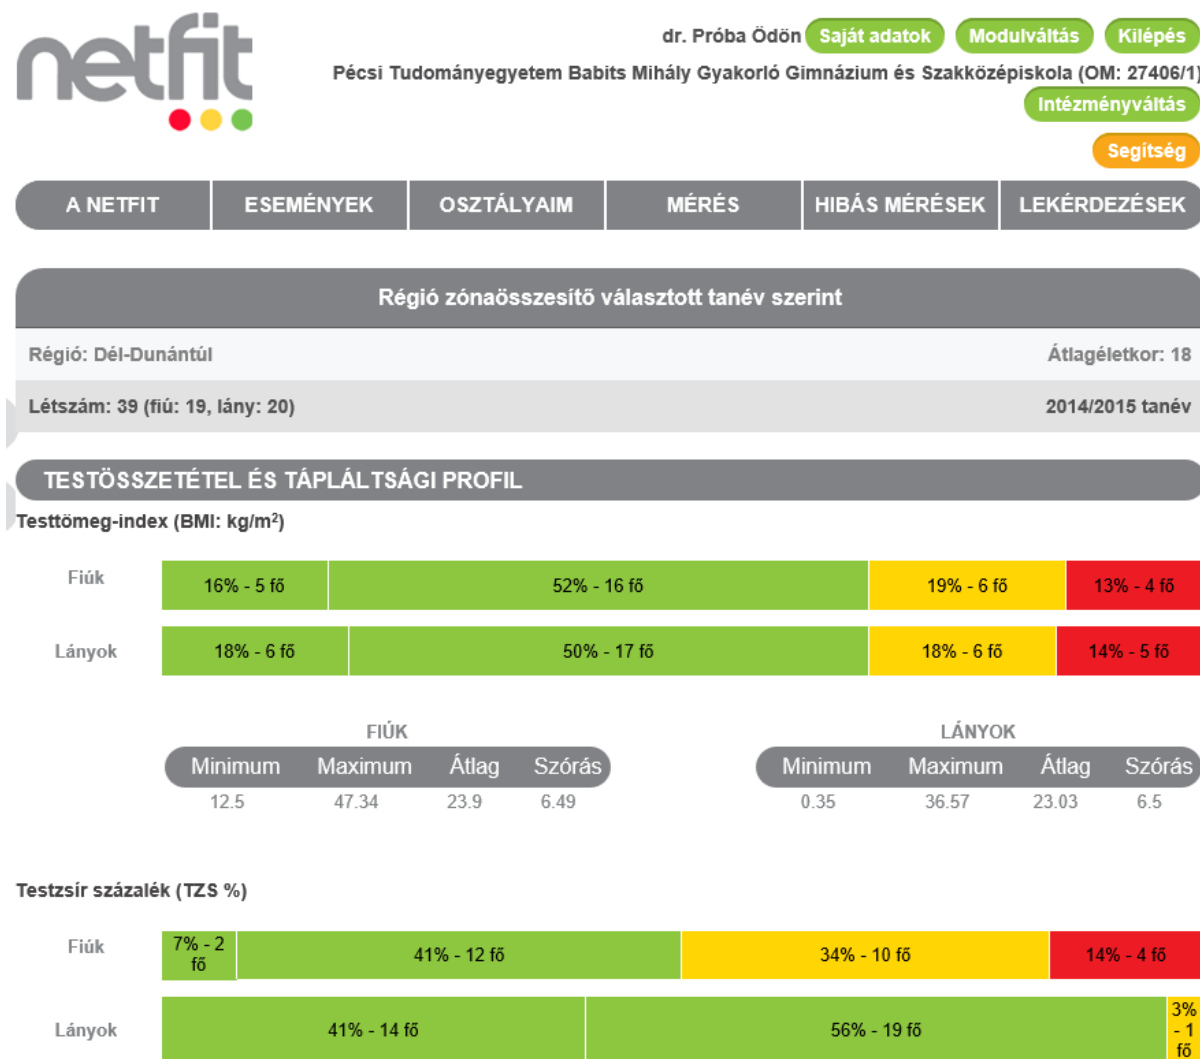 netfit
dr. Próba Ödön Saját adatok Modulváltás Kilépés
Pécsi Tudományegyetem Babits Mihály Gyakorló Gimnázium és Szakközépiskola (OM: 27406/1)
Intézményváltás
Segítség
A NETFIT ESEMÉNYEK OSZTÁLYAIM MÉRÉS HIBÁS MÉRÉSEK LEKÉRDEZÉSEK
Régió zónaösszesítő választott tanév szerint
Régió: Dél-Dunántúl Átlagéletkor: 18
Létszám: 39 (fiú: 19, lány: 20) 2014/2015 tanév
TESTÖSSZETÉTEL ÉS TÁPLÁLTSÁGI PROFIL
Testtömeg-index (BMI: kg/m²)
Fiúk 16% - 5 fő 52% - 16 fő 19% - 6 fő 13% - 4 fő
Lányok 18% - 6 fő 50% - 17 fő 18% - 6 fő 14% - 5 fő
FIÚK LÁNYOK
Minimum Maximum Átlag Szórás Minimum Maximum Átlag Szórás
12.5 47.34 23.9 6.49 0.35 36.57 23.03 6.5
Testzsír százalék (TZS %)
Fiúk 7% - 2 fő 41% - 12 fő 34% - 10 fő 14% - 4 fő
Lányok 41% - 14 fő 56% - 19 fő 3% - 1 fő